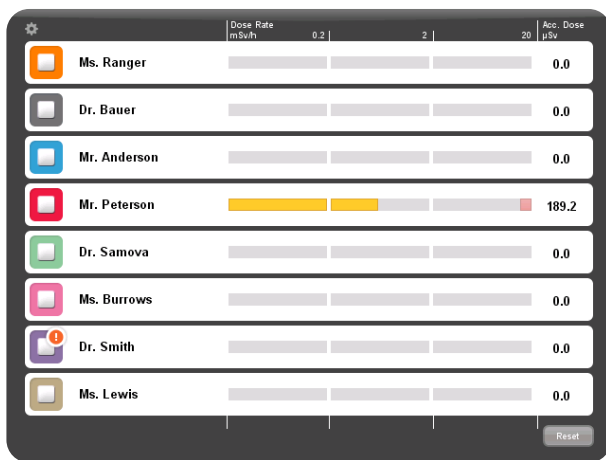 Dose Rate Acc. Dose
mSv/h 0.2 2 20 µSv
Ms. Ranger 0.0
Dr. Bauer 0.0
Mr. Anderson 0.0
Mr. Peterson 189.2
Dr. Samova 0.0
Ms. Burrows 0.0
! Dr. Smith 0.0
Ms. Lewis 0.0
Reset